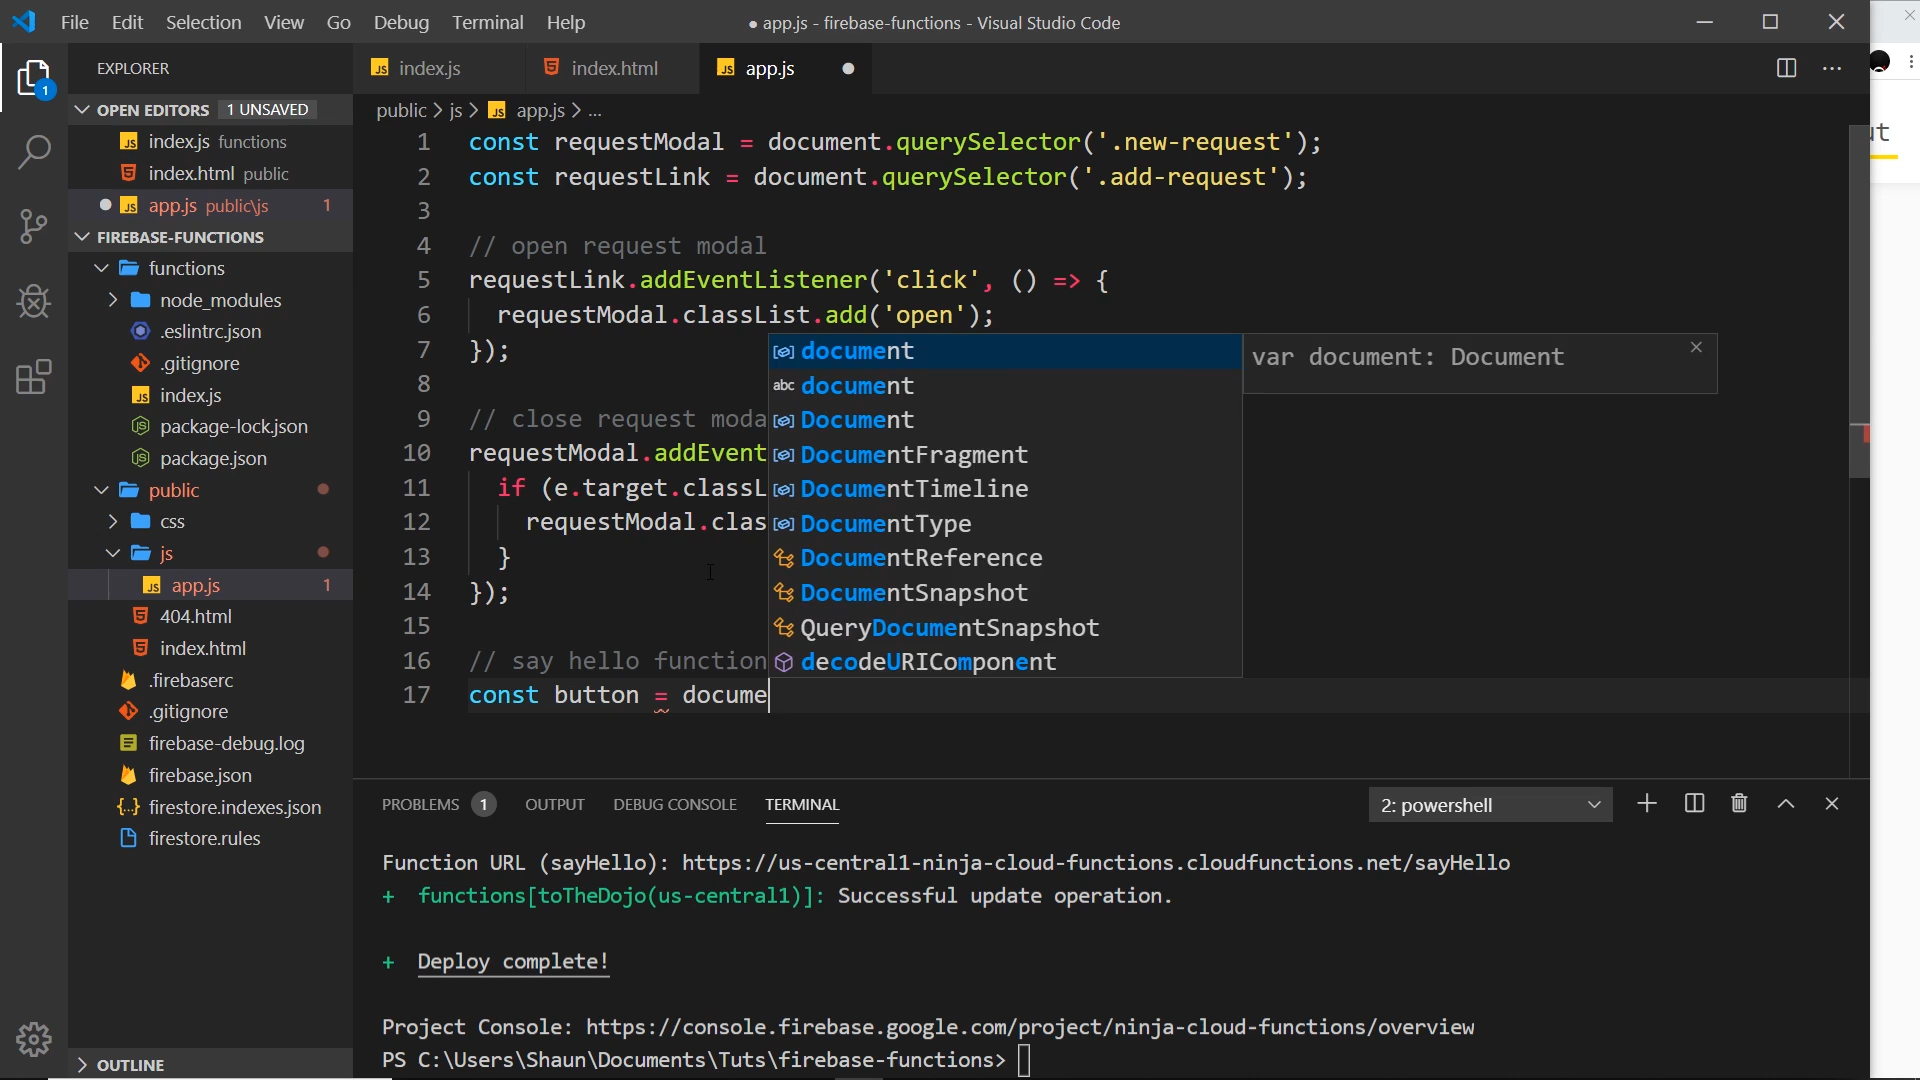 File Edit Selection View Go Debug Terminal Help
● app.js - firebase-functions - Visual Studio Code
EXPLORER
index.js
index.html
app.js
OPEN EDITORS 1 UNSAVED
public > js > app.js > ...
index.js functions
index.html public
app.js public\js 1
FIREBASE-FUNCTIONS
functions
node_modules
.eslintrc.json
.gitignore
index.js
package-lock.json
package.json
public
css
js
app.js 1
404.html
index.html
.firebaserc
.gitignore
firebase-debug.log
firebase.json
firestore.indexes.json
firestore.rules
OUTLINE
1 const requestModal = document.querySelector('.new-request');
2 const requestLink = document.querySelector('.add-request');
3
4 // open request modal
5 requestLink.addEventListener('click', () => {
6 requestModal.classList.add('open');
7 });
8
9 // close request moda
10 requestModal.addEvent
11 if (e.target.classL
12 requestModal.clas
13 }
14 });
15
16 // say hello function
17 const button = docume
document
abc document
Document
DocumentFragment
DocumentTimeline
DocumentType
DocumentReference
DocumentSnapshot
QueryDocumentSnapshot
decodeURIComponent
var document: Document
PROBLEMS 1 OUTPUT DEBUG CONSOLE TERMINAL
2: powershell
Function URL (sayHello): https://us-central1-ninja-cloud-functions.cloudfunctions.net/sayHello
+ functions[toTheDojo(us-central1)]: Successful update operation.
+ Deploy complete!
Project Console: https://console.firebase.google.com/project/ninja-cloud-functions/overview
PS C:\Users\Shaun\Documents\Tuts\firebase-functions>